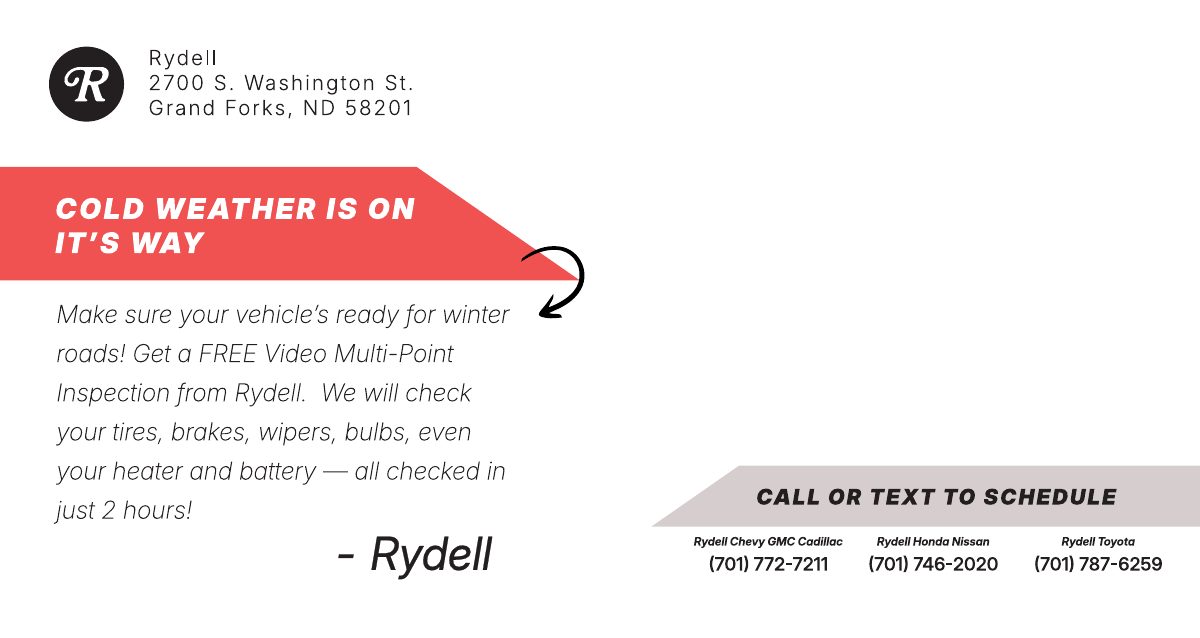 R
Rydell
2700 S. Washington St.
Grand Forks, ND 58201
COLD WEATHER IS ON
IT’S WAY
Make sure your vehicle’s ready for winter
roads! Get a FREE Video Multi-Point
Inspection from Rydell.  We will check
your tires, brakes, wipers, bulbs, even
your heater and battery — all checked in
just 2 hours!
- Rydell
CALL OR TEXT TO SCHEDULE
Rydell Chevy GMC Cadillac
(701) 772-7211
Rydell Honda Nissan
(701) 746-2020
Rydell Toyota
(701) 787-6259